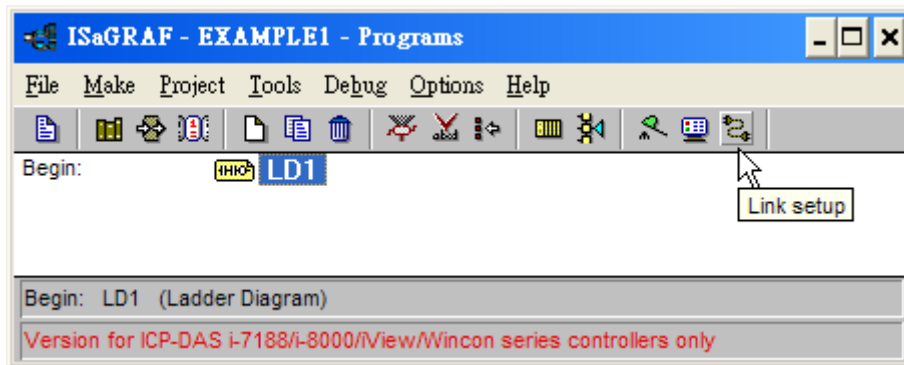 ISaGRAF - EXAMPLE1 - Programs
File Make Project Tools Debug Options Help
Begin: LD1
Link setup
Begin: LD1 (Ladder Diagram)
Version for ICP-DAS i-7188/i-8000/iView/Wincon series controllers only